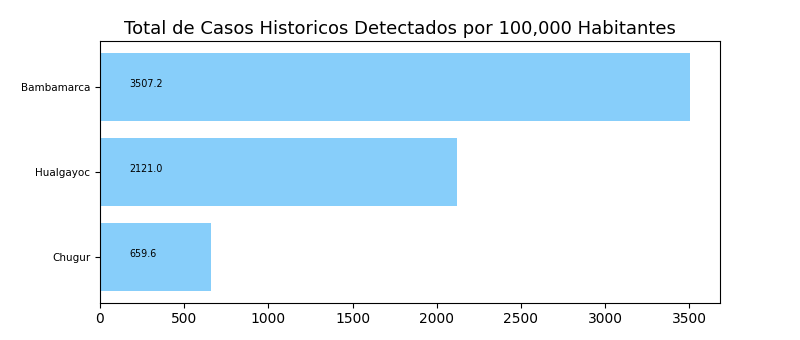 Total de Casos Historicos Detectados por 100,000 Habitantes
Bambamarca
3507.2
Hualgayoc
2121.0
Chugur
659.6
0 500 1000 1500 2000 2500 3000 3500